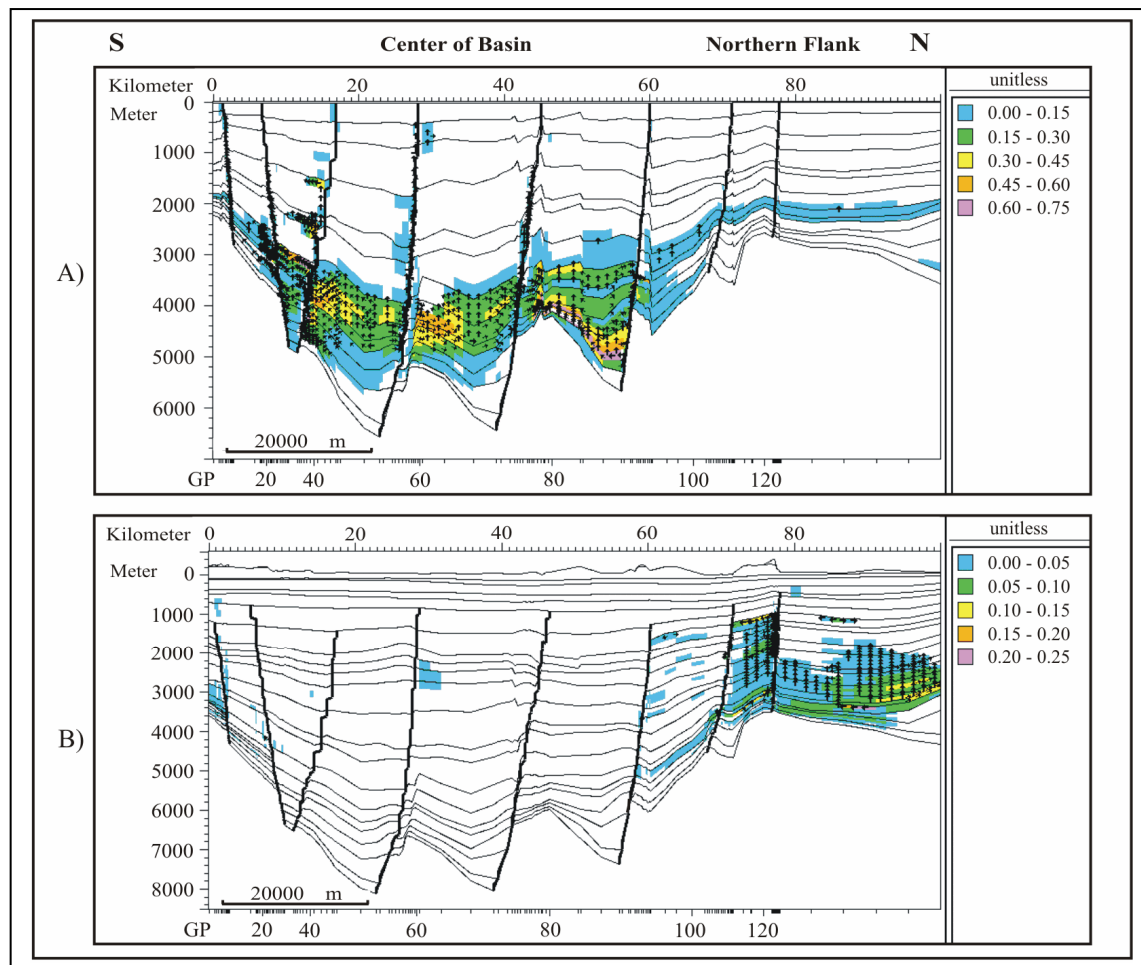 S Center of Basin Northern Flank N
Kilometer 0 20 40 60 80
unitless
Meter
0
1000
2000
3000
4000
5000
6000
0.00 - 0.15
0.15 - 0.30
0.30 - 0.45
0.45 - 0.60
0.60 - 0.75
A)
20000 m
GP 20 40 60 80 100 120
Kilometer 0 20 40 60 80
unitless
Meter
0
1000
2000
3000
4000
5000
6000
7000
8000
0.00 - 0.05
0.05 - 0.10
0.10 - 0.15
0.15 - 0.20
0.20 - 0.25
B)
20000 m
GP 20 40 60 80 100 120